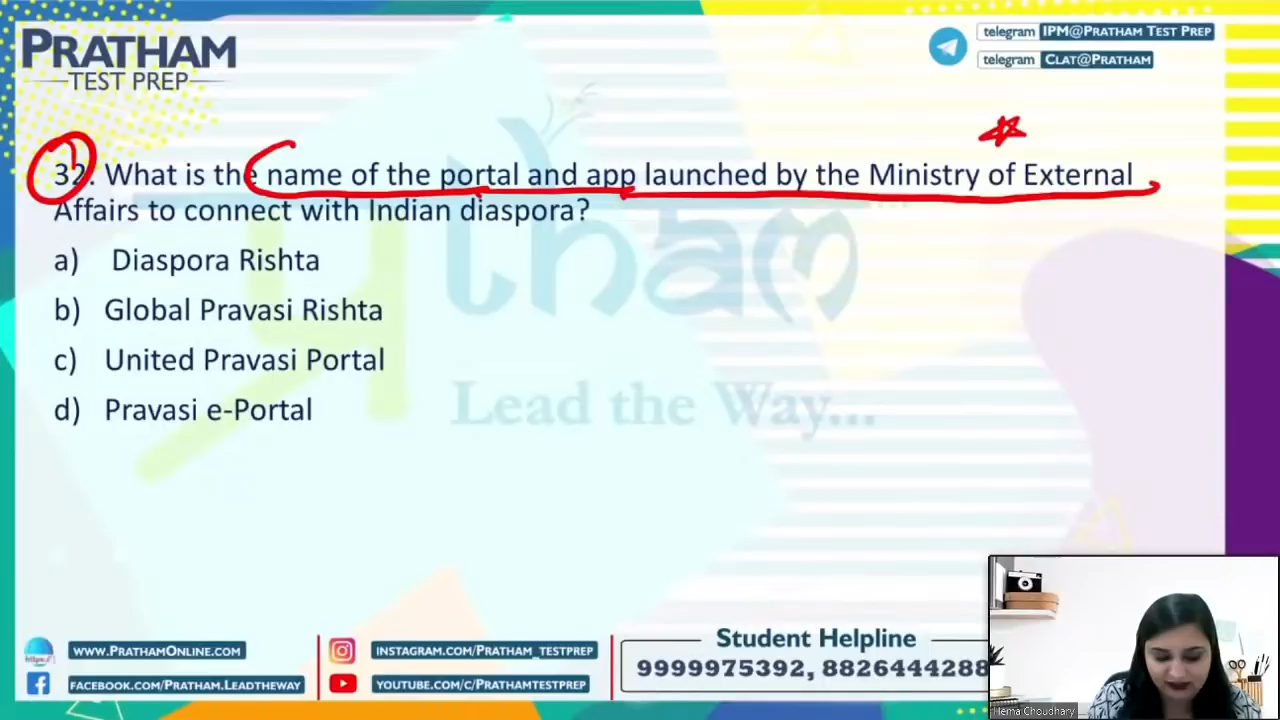 PRATHAM
TEST PREP
telegram IPM@PRATHAM TEST PREP
telegram CLAT@PRATHAM
32. What is the name of the portal and app launched by the Ministry of External
Affairs to connect with Indian diaspora?
a) Diaspora Rishta
b) Global Pravasi Rishta
c) United Pravasi Portal
d) Pravasi e-Portal
प्रथम
Lead the Way...
https:
WWW.PRATHAMONLINE.COM
FACEBOOK.COM/PRATHAM.LEADTHEWAY
INSTAGRAM.COM/PRATHAM_TESTPREP
YOUTUBE.COM/C/PRATHAMTESTPREP
Student Helpline
9999975392, 8826444288
Hema Choudhary